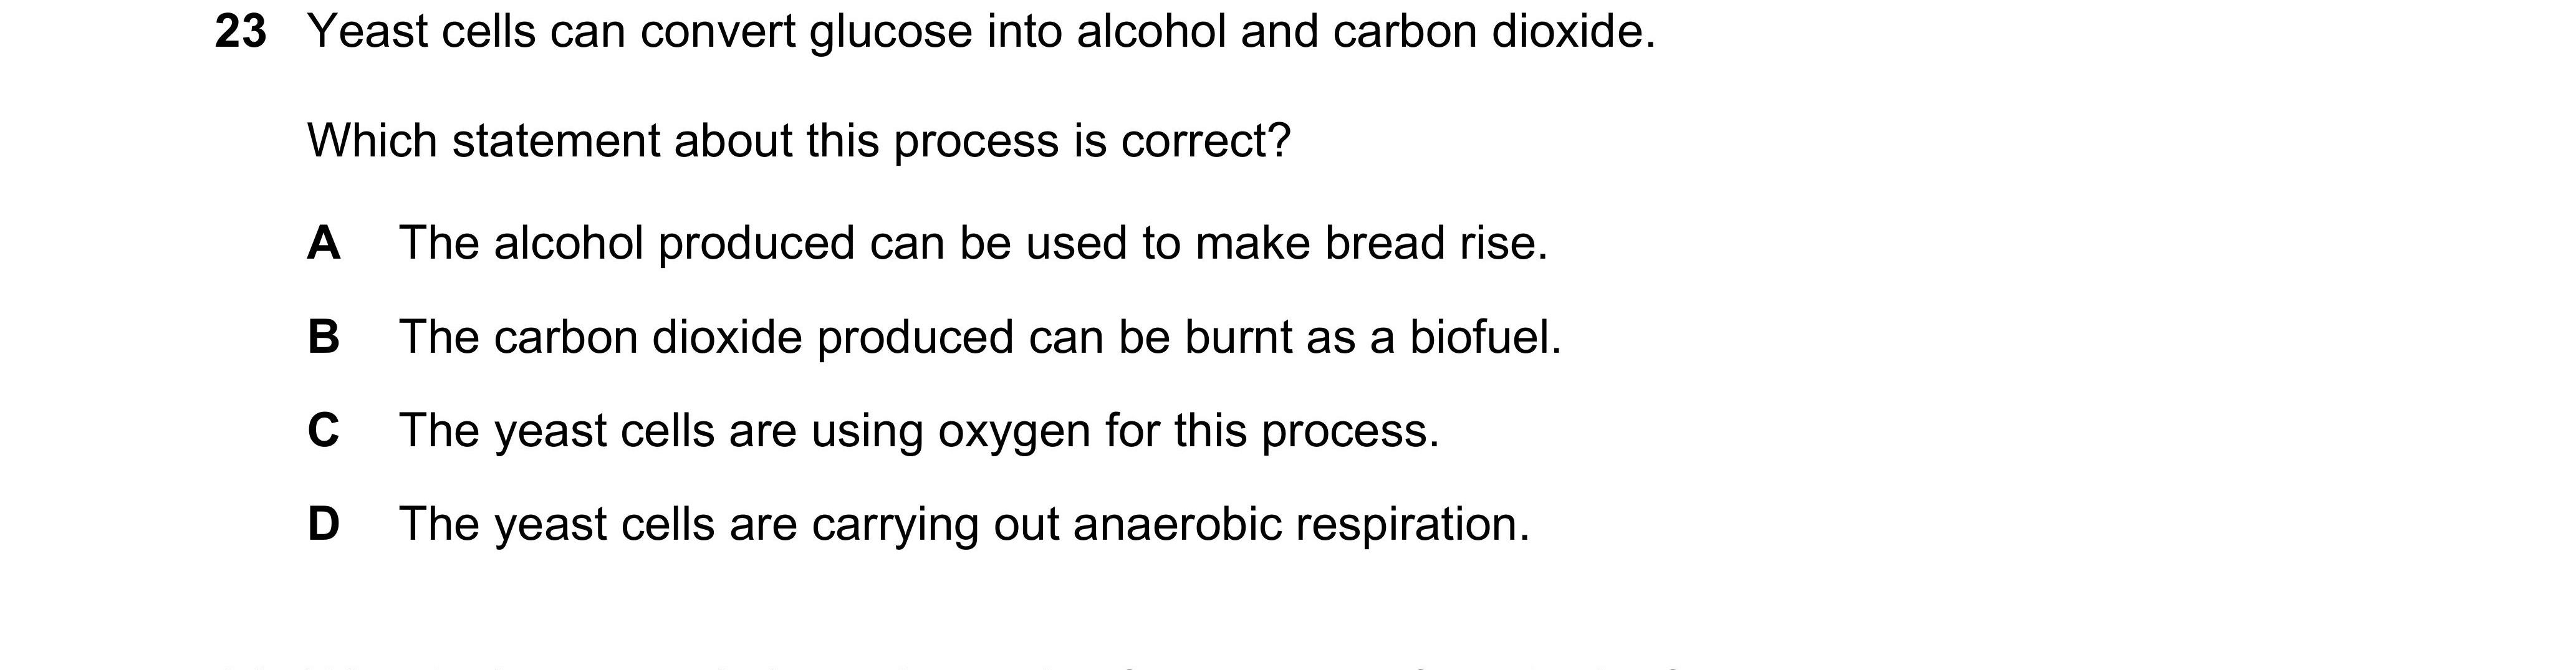 23 Yeast cells can convert glucose into alcohol and carbon dioxide.
Which statement about this process is correct?
A The alcohol produced can be used to make bread rise.
B The carbon dioxide produced can be burnt as a biofuel.
C The yeast cells are using oxygen for this process.
D The yeast cells are carrying out anaerobic respiration.